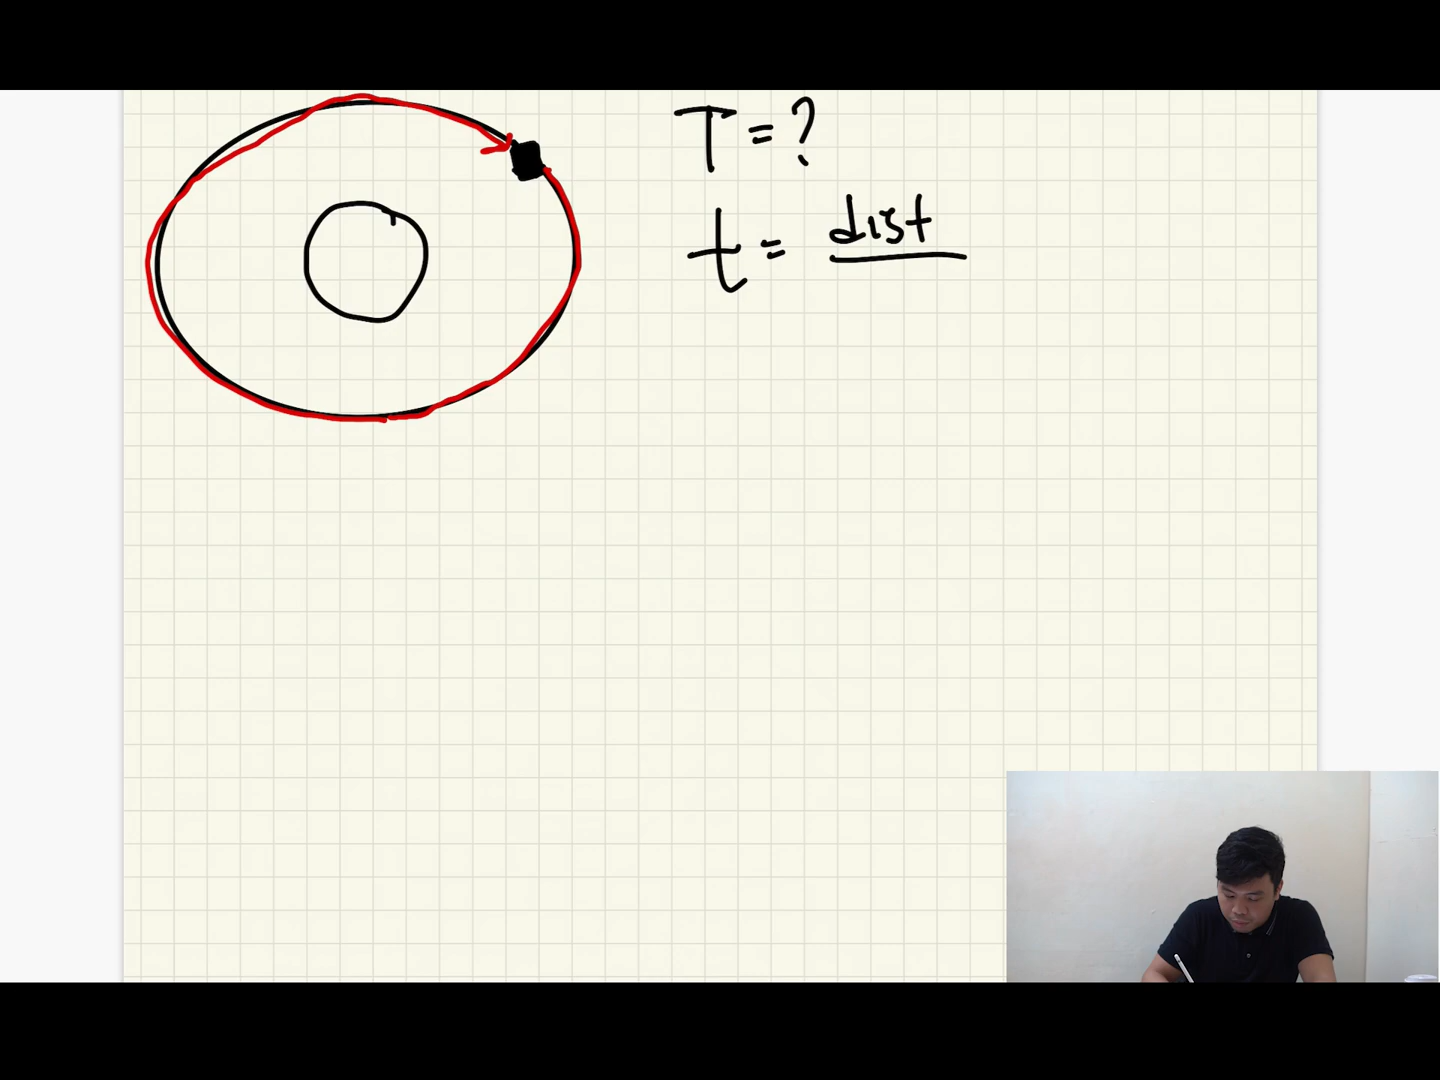 T = ?
t = dist